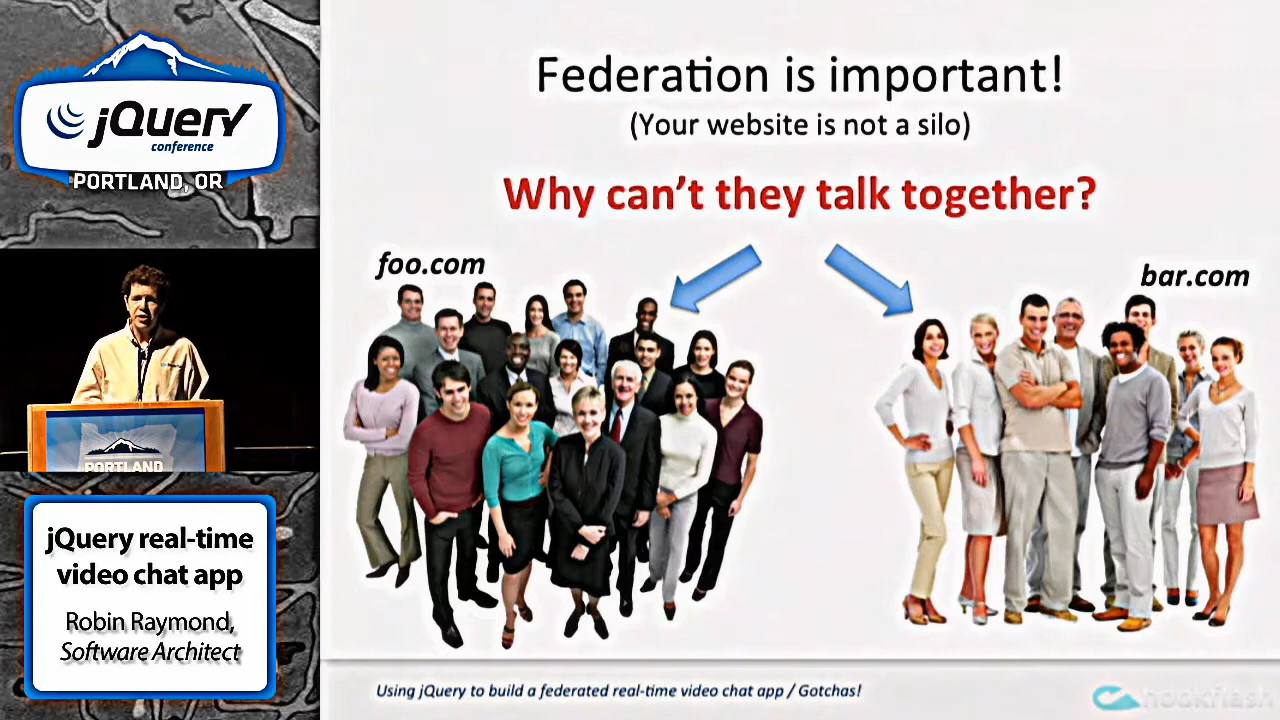 jQuery
conference
PORTLAND, OR
PORTLAND
jQuery real-time
video chat app
Robin Raymond,
Software Architect
Federation is important!
(Your website is not a silo)
Why can't they talk together?
foo.com
bar.com
Using jQuery to build a federated real-time video chat app / Gotchas!
hookflash